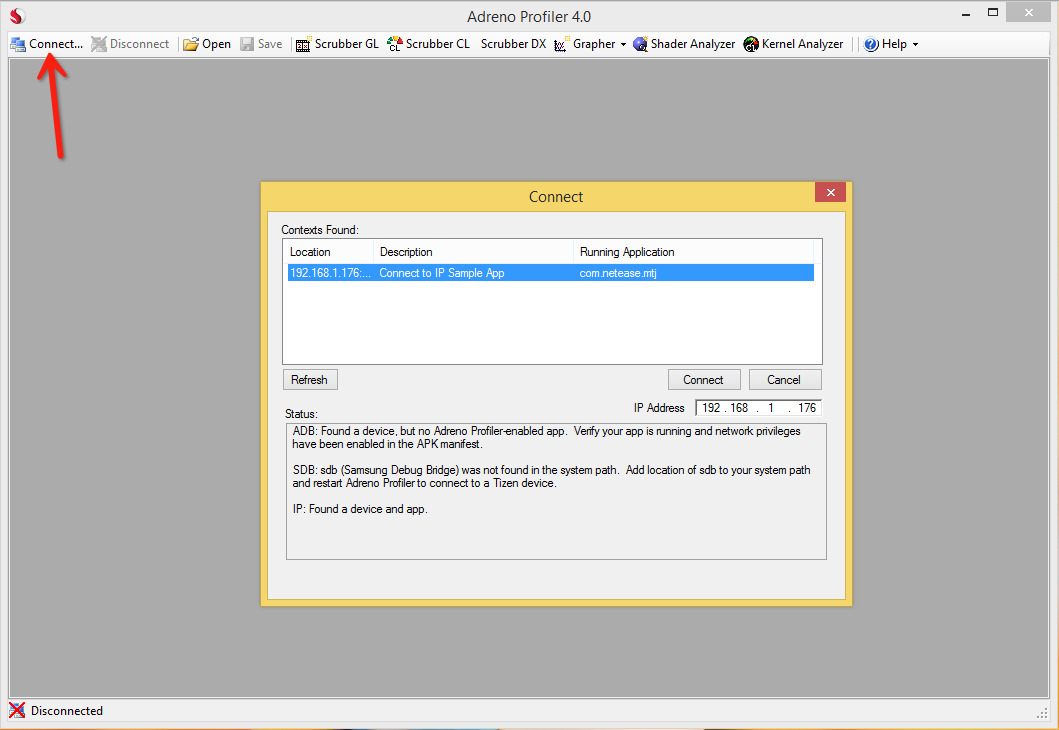 Adreno Profiler 4.0
Connect... Disconnect Open Save Scrubber GL Scrubber CL Scrubber DX Grapher Shader Analyzer Kernel Analyzer Help
Connect
Contexts Found:
Location Description Running Application
192.168.1.176:... Connect to IP Sample App com.netease.mtj
Refresh Connect Cancel
IP Address 192 . 168 . 1 . 176
Status:
ADB: Found a device, but no Adreno Profiler-enabled app. Verify your app is running and network privileges
have been enabled in the APK manifest.
SDB: sdb (Samsung Debug Bridge) was not found in the system path. Add location of sdb to your system path
and restart Adreno Profiler to connect to a Tizen device.
IP: Found a device and app.
Disconnected